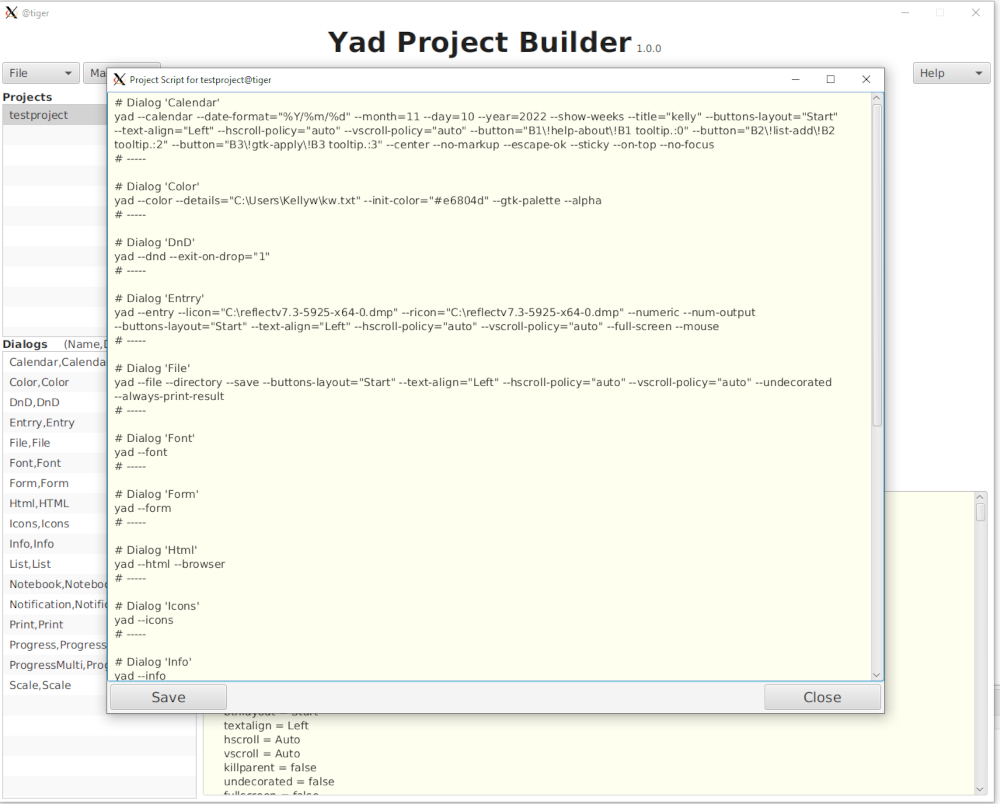 @tiger
Yad Project Builder 1.0.0
File
Help
Projects
testproject
Project Script for testproject@tiger
# Dialog 'Calendar'
yad --calendar --date-format="%Y/%m/%d" --month=11 --day=10 --year=2022 --show-weeks --title="kelly" --buttons-layout="Start"
--text-align="Left" --hscroll-policy="auto" --vscroll-policy="auto" --button="B1\!help-about\!B1 tooltip.:0" --button="B2\!list-add\!B2
tooltip.:2" --button="B3\!gtk-apply\!B3 tooltip.:3" --center --no-markup --escape-ok --sticky --on-top --no-focus
# -----
# Dialog 'Color'
yad --color --details="C:\Users\Kellyw\kw.txt" --init-color="#e6804d" --gtk-palette --alpha
# -----
# Dialog 'DnD'
yad --dnd --exit-on-drop="1"
# -----
# Dialog 'Entrry'
yad --entry --licon="C:\reflectv7.3-5925-x64-0.dmp" --ricon="C:\reflectv7.3-5925-x64-0.dmp" --numeric --num-output
--buttons-layout="Start" --text-align="Left" --hscroll-policy="auto" --vscroll-policy="auto" --full-screen --mouse
# -----
# Dialog 'File'
yad --file --directory --save --buttons-layout="Start" --text-align="Left" --hscroll-policy="auto" --vscroll-policy="auto" --undecorated
--always-print-result
# -----
# Dialog 'Font'
yad --font
# -----
# Dialog 'Form'
yad --form
# -----
# Dialog 'Html'
yad --html --browser
# -----
# Dialog 'Icons'
yad --icons
# -----
# Dialog 'Info'
yad --info
Save
Close
Dialogs (Name,
Calendar,Calenda
Color,Color
DnD,DnD
Entrry,Entry
File,File
Font,Font
Form,Form
Html,HTML
Icons,Icons
Info,Info
List,List
Notebook,Noteboo
Notification,Notific
Print,Print
Progress,Progress
ProgressMulti,Prog
Scale,Scale
textalign = Left
hscroll = Auto
vscroll = Auto
killparent = false
undecorated = false
fullscreen = false